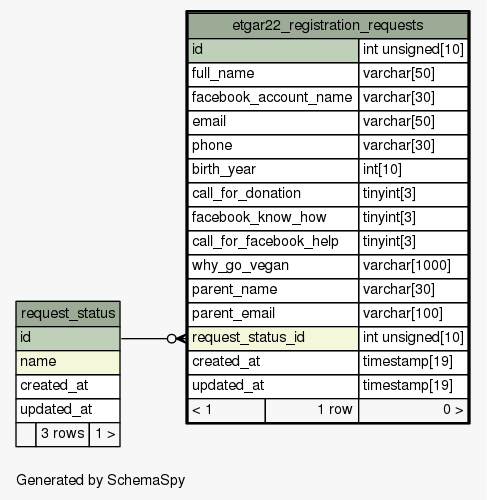 etgar22_registration_requests
id int unsigned[10]
full_name varchar[50]
facebook_account_name varchar[30]
email varchar[50]
phone varchar[30]
birth_year int[10]
call_for_donation tinyint[3]
facebook_know_how tinyint[3]
call_for_facebook_help tinyint[3]
why_go_vegan varchar[1000]
parent_name varchar[30]
parent_email varchar[100]
request_status_id int unsigned[10]
created_at timestamp[19]
updated_at timestamp[19]
< 1 1 row 0 >
request_status
id
name
created_at
updated_at
3 rows 1 >
Generated by SchemaSpy